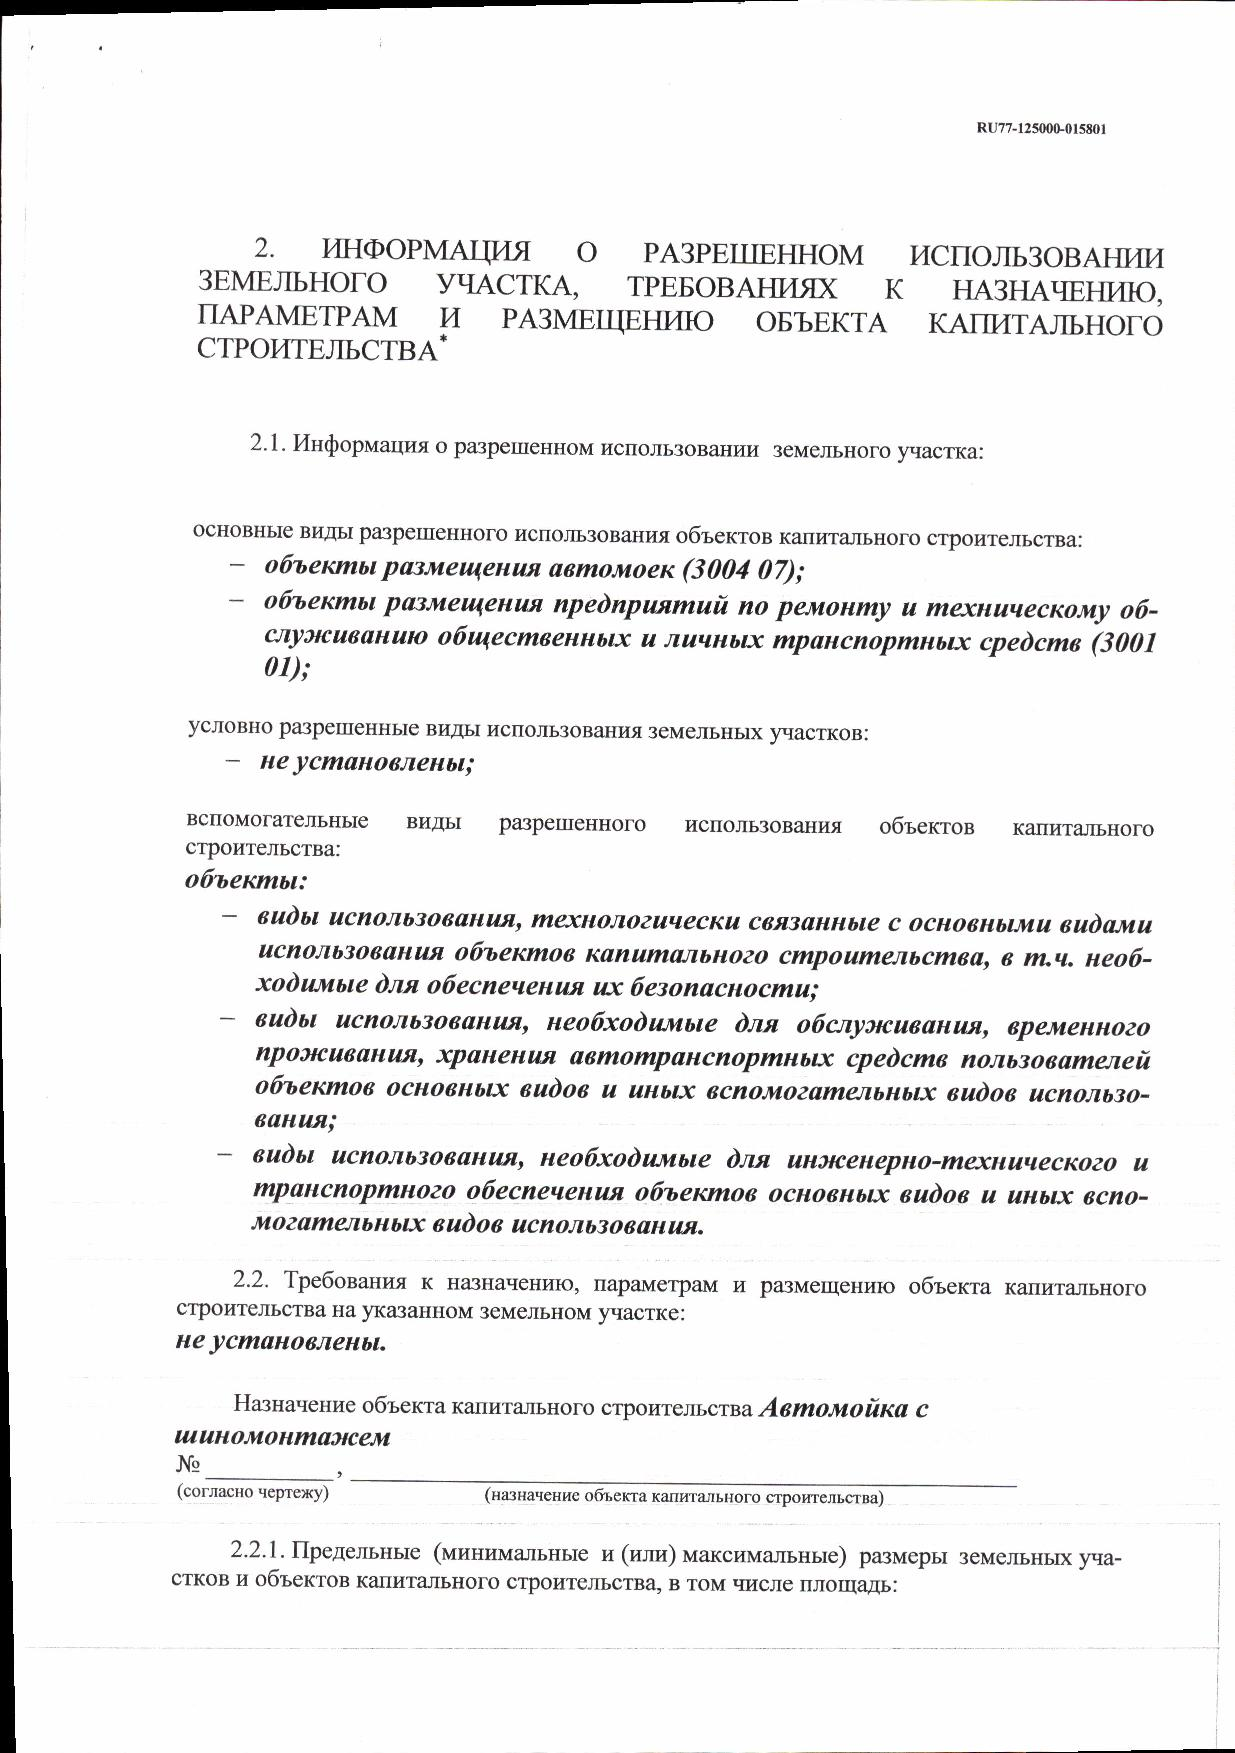 RU77-125000-015801
2. ИНФОРМАЦИЯ О РАЗРЕШЕННОМ ИСПОЛЬЗОВАНИИ
ЗЕМЕЛЬНОГО УЧАСТКА, ТРЕБОВАНИЯХ К НАЗНАЧЕНИЮ,
ПАРАМЕТРАМ И РАЗМЕЩЕНИЮ ОБЪЕКТА КАПИТАЛЬНОГО
СТРОИТЕЛЬСТВА*
2.1. Информация о разрешенном использовании земельного участка:
основные виды разрешенного использования объектов капитального строительства:
– объекты размещения автомоек (3004 07);
– объекты размещения предприятий по ремонту и техническому об-
служиванию общественных и личных транспортных средств (3001
01);
условно разрешенные виды использования земельных участков:
– не установлены;
вспомогательные виды разрешенного использования объектов капитального
строительства:
объекты:
– виды использования, технологически связанные с основными видами
использования объектов капитального строительства, в т.ч. необ-
ходимые для обеспечения их безопасности;
– виды использования, необходимые для обслуживания, временного
проживания, хранения автотранспортных средств пользователей
объектов основных видов и иных вспомогательных видов использо-
вания;
– виды использования, необходимые для инженерно-технического и
транспортного обеспечения объектов основных видов и иных вспо-
могательных видов использования.
2.2. Требования к назначению, параметрам и размещению объекта капитального
строительства на указанном земельном участке:
не установлены.
Назначение объекта капитального строительства Автомойка с
шиномонтажем
№ __________, ____________________________________________________
(согласно чертежу) (назначение объекта капитального строительства)
2.2.1. Предельные (минимальные и (или) максимальные) размеры земельных уча-
стков и объектов капитального строительства, в том числе площадь: